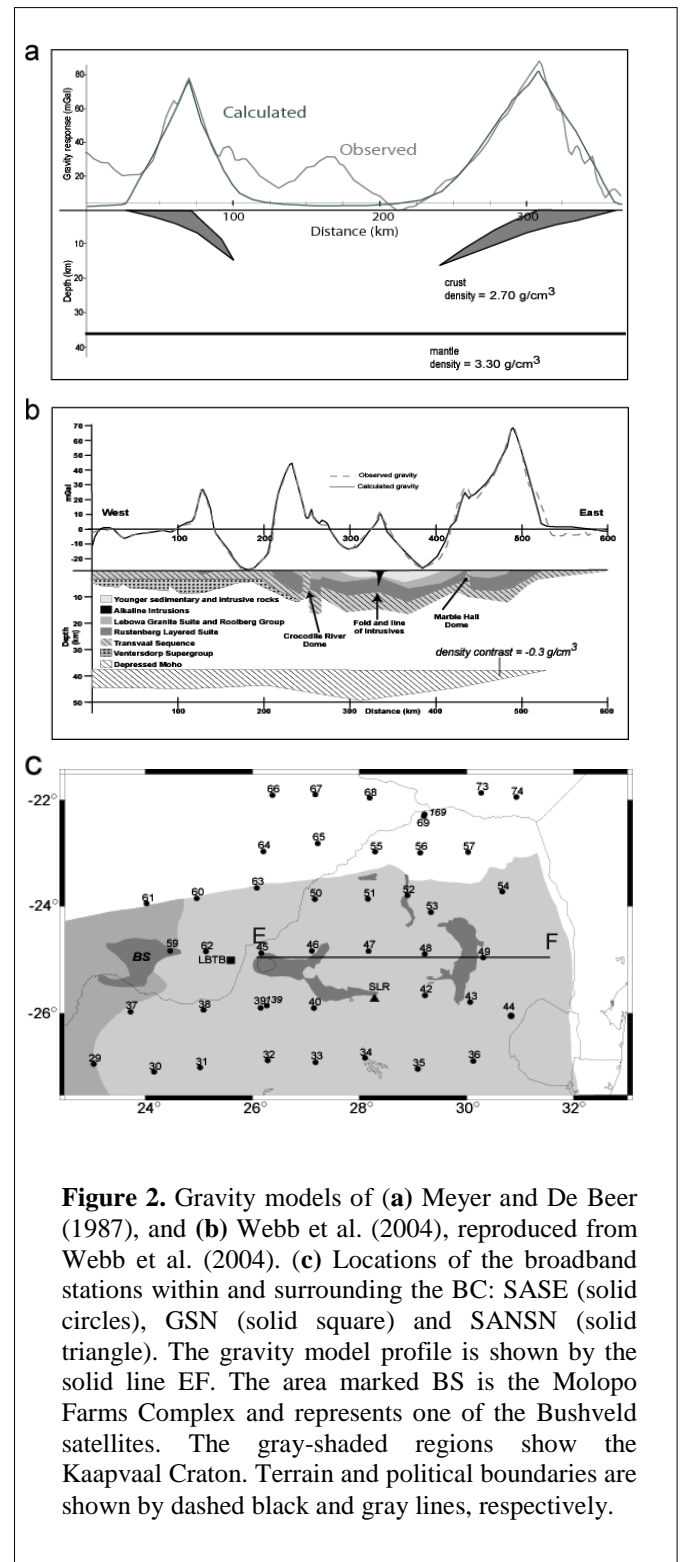 a
80
60
40
20
Gravity response (mGal)
Calculated
Observed
100
200
300
Distance (km)
10
20
30
40
Depth (km)
crust
density = 2.70 g/cm3
mantle
density = 3.30 g/cm3
b
70
60
50
40
30
20
10
0
-10
-20
mGal
Observed gravity
Calculated gravity
West
East
100
200
300
400
500
600
Younger sedimentary and intrusive rocks
Alkaline Intrusions
Lebowa Granite Suite and Rooiberg Group
Rustenberg Layered Suite
Transvaal Sequence
Ventersdorp Supergroup
Depressed Moho
Crocodile River
Dome
Fold and line
of intrusives
Marble Hall
Dome
density contrast = -0.3 g/cm3
10
20
30
40
50
Depth
(km)
100
200
300
Distance (km)
400
500
600
c
-22°
-24°
-26°
66
67
68
73
74
169
69
64
65
55
56
57
63
61
60
50
51
52
54
53
E
F
59
62
45
46
47
48
49
BS
LBTB
SLR
37
38
39
139
40
42
43
44
29
30
31
32
33
34
35
36
24°
26°
28°
30°
32°
Figure 2. Gravity models of (a) Meyer and De Beer
(1987), and (b) Webb et al. (2004), reproduced from
Webb et al. (2004). (c) Locations of the broadband
stations within and surrounding the BC: SASE (solid
circles), GSN (solid square) and SANSN (solid
triangle). The gravity model profile is shown by the
solid line EF. The area marked BS is the Molopo
Farms Complex and represents one of the Bushveld
satellites. The gray-shaded regions show the
Kaapvaal Craton. Terrain and political boundaries are
shown by dashed black and gray lines, respectively.